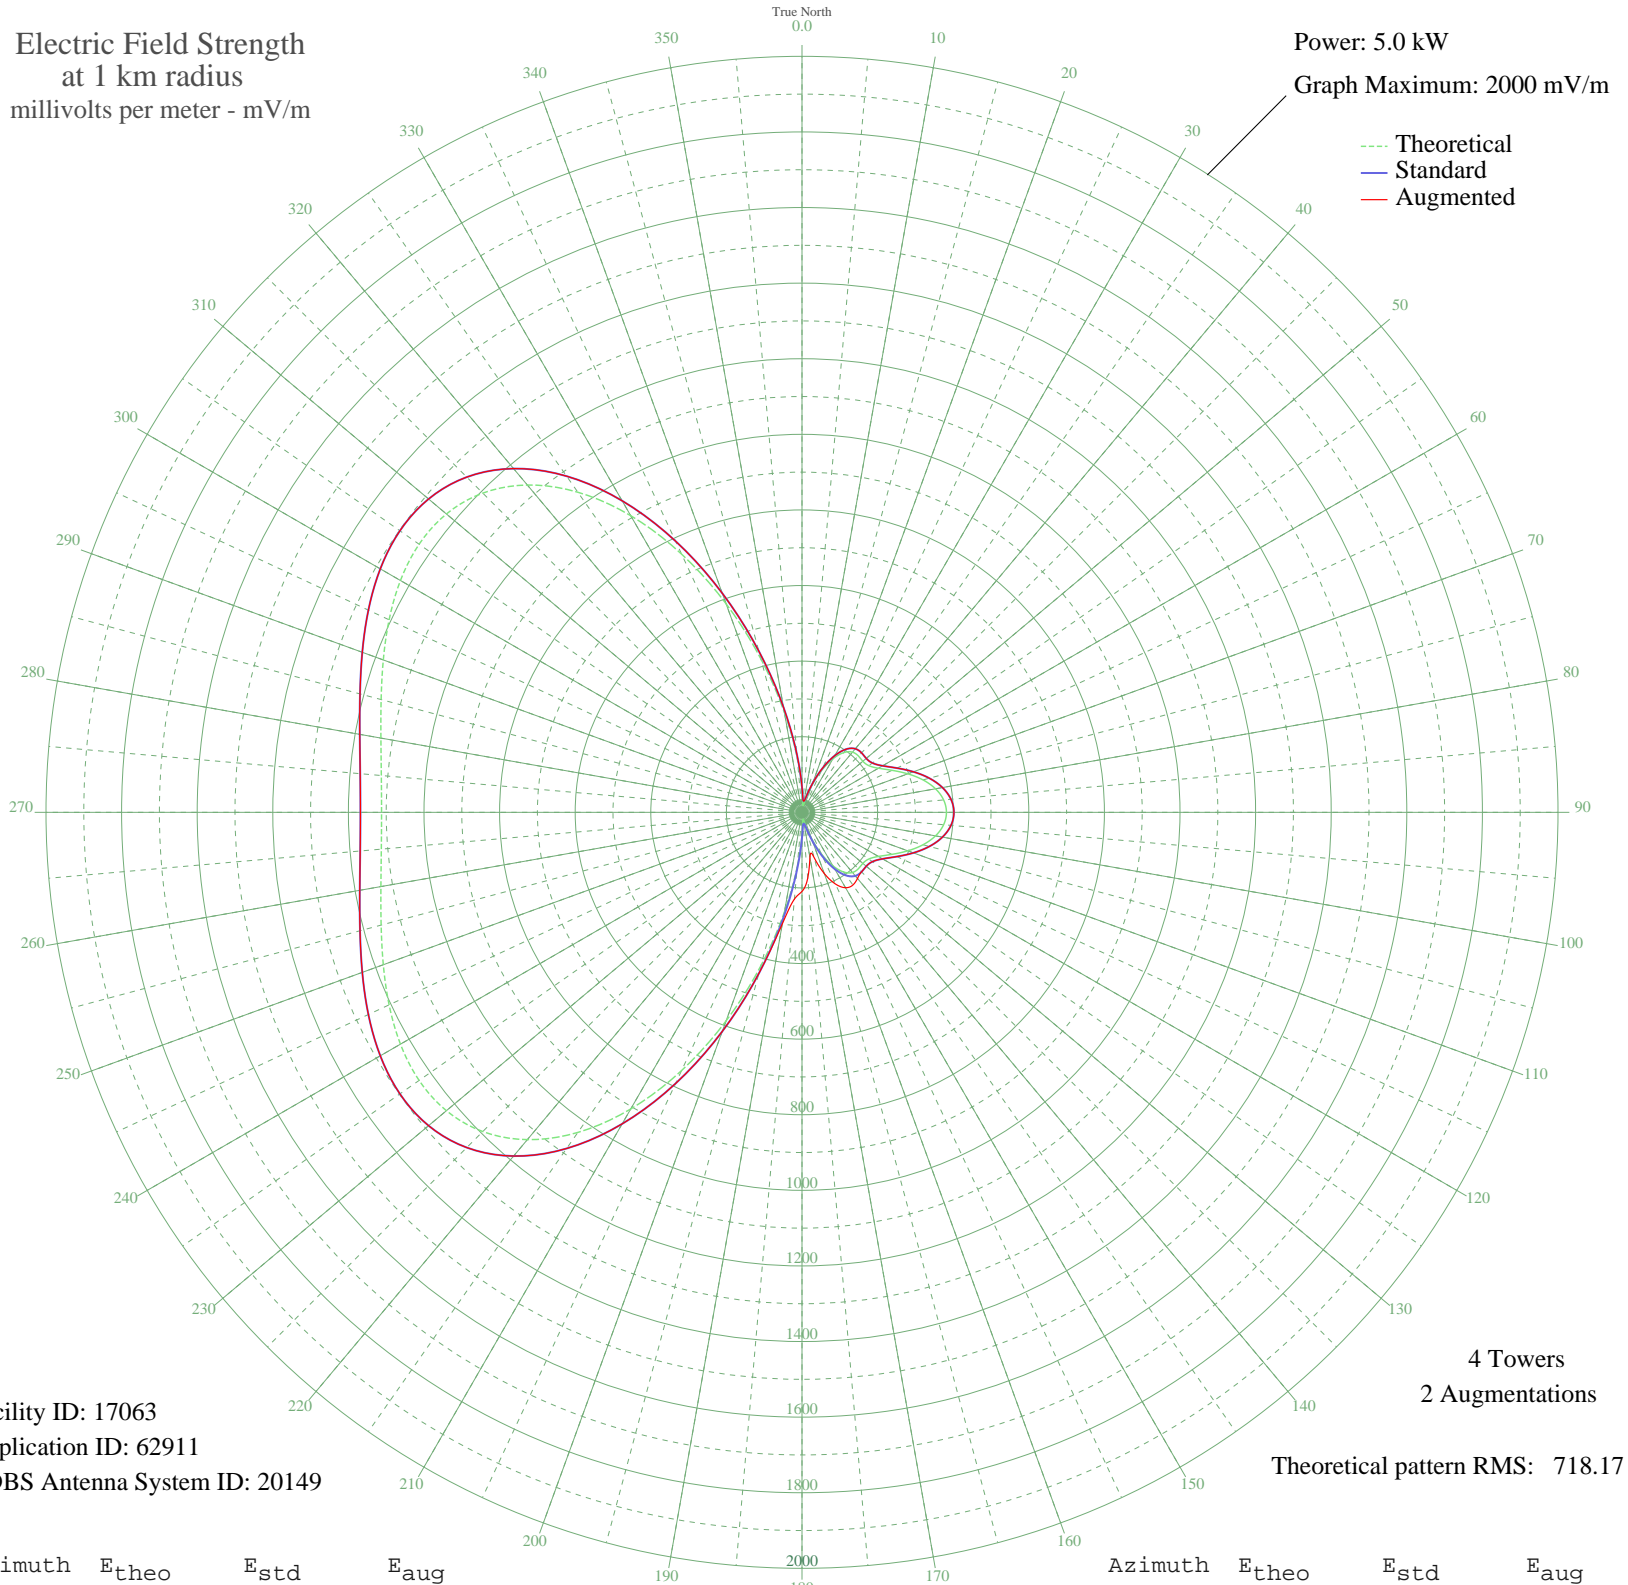 True North
Electric Field Strength
at 1 km radius
millivolts per meter - mV/m
Power: 5.0 kW
Graph Maximum: 2000 mV/m
Theoretical
Standard
Augmented
0.0
10
20
30
40
50
60
70
80
90
100
110
120
130
140
150
160
170
180
190
200
210
220
230
240
250
260
270
280
290
300
310
320
330
340
350
400
600
800
1000
1200
1400
1600
1800
2000
4 Towers
2 Augmentations
Theoretical pattern RMS: 718.17
cility ID: 17063
plication ID: 62911
DBS Antenna System ID: 20149
imuth Etheo Estd Eaug Azimuth Etheo Estd Eaug